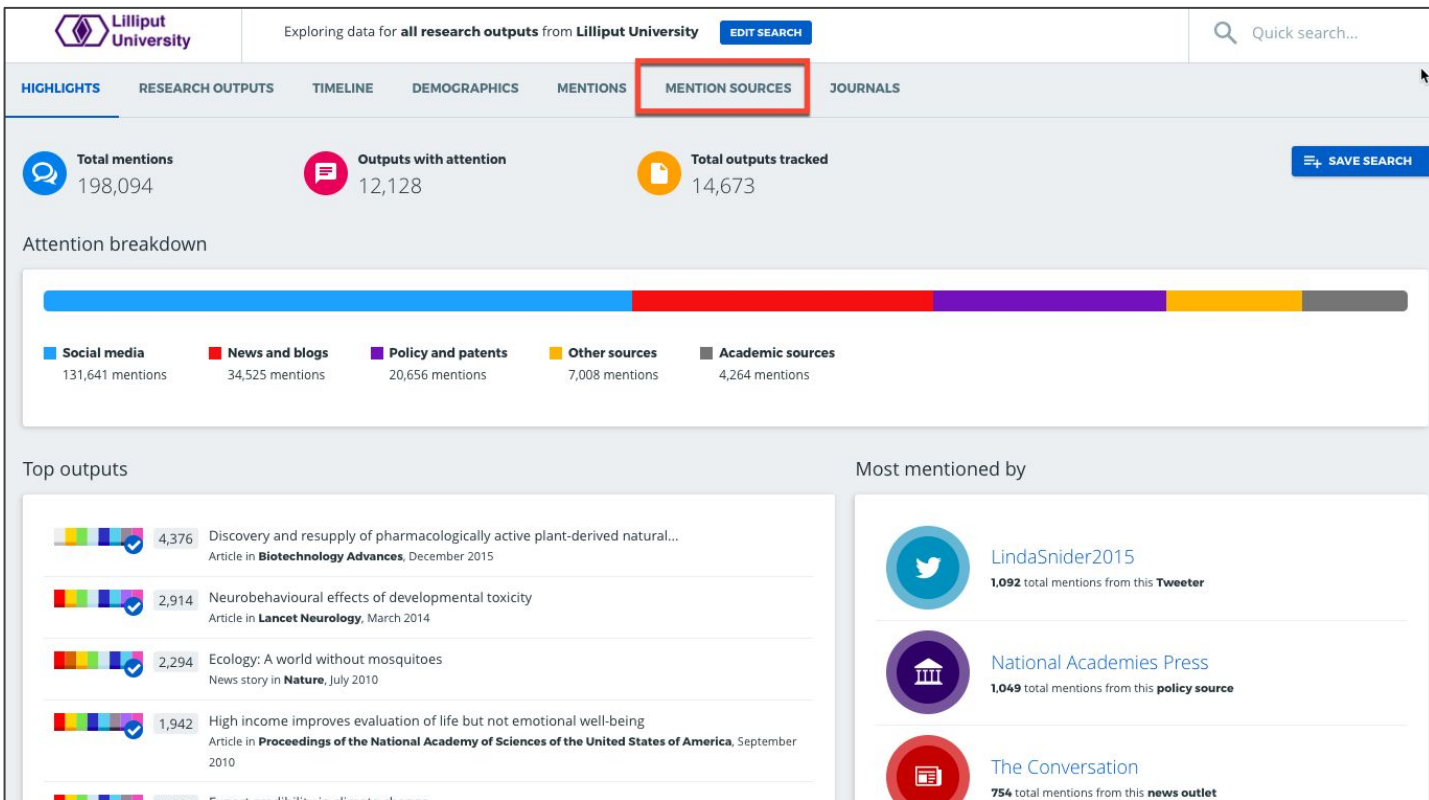 Lilliput
University
Exploring data for all research outputs from Lilliput University
EDIT SEARCH
Quick search...
HIGHLIGHTS RESEARCH OUTPUTS TIMELINE DEMOGRAPHICS MENTIONS MENTION SOURCES JOURNALS
Total mentions
198,094
Outputs with attention
12,128
Total outputs tracked
14,673
SAVE SEARCH
Attention breakdown
Social media
131,641 mentions
News and blogs
34,525 mentions
Policy and patents
20,656 mentions
Other sources
7,008 mentions
Academic sources
4,264 mentions
Top outputs
4,376 Discovery and resupply of pharmacologically active plant-derived natural...
Article in Biotechnology Advances, December 2015
2,914 Neurobehavioural effects of developmental toxicity
Article in Lancet Neurology, March 2014
2,294 Ecology: A world without mosquitoes
News story in Nature, July 2010
1,942 High income improves evaluation of life but not emotional well-being
Article in Proceedings of the National Academy of Sciences of the United States of America, September
2010
Most mentioned by
LindaSnider2015
1,092 total mentions from this Tweeter
National Academies Press
1,049 total mentions from this policy source
The Conversation
754 total mentions from this news outlet